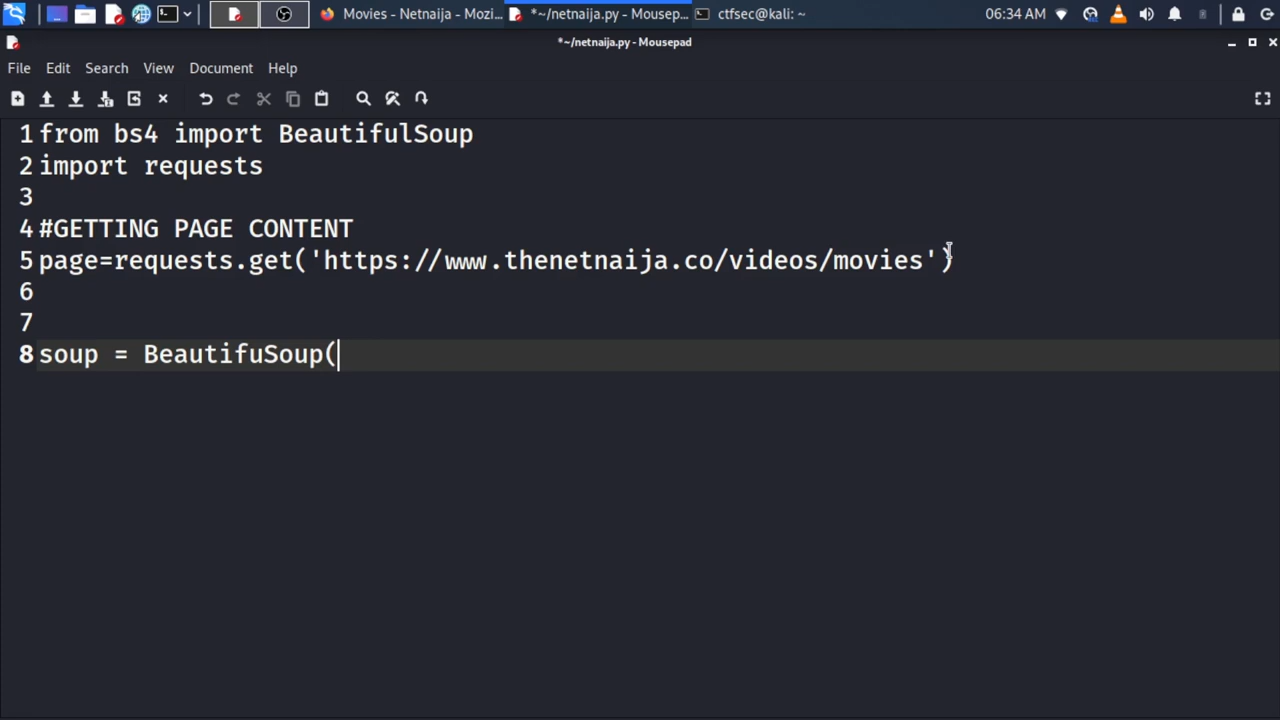 Movies - Netnaija - Mozi...
*~/netnaija.py - Mousep...
ctfsec@kali: ~
06:34 AM
*~/netnaija.py - Mousepad
File Edit Search View Document Help
1 from bs4 import BeautifulSoup
2 import requests
3
4 #GETTING PAGE CONTENT
5 page=requests.get('https://www.thenetnaija.co/videos/movies')
6
7
8 soup = BeautifuSoup(